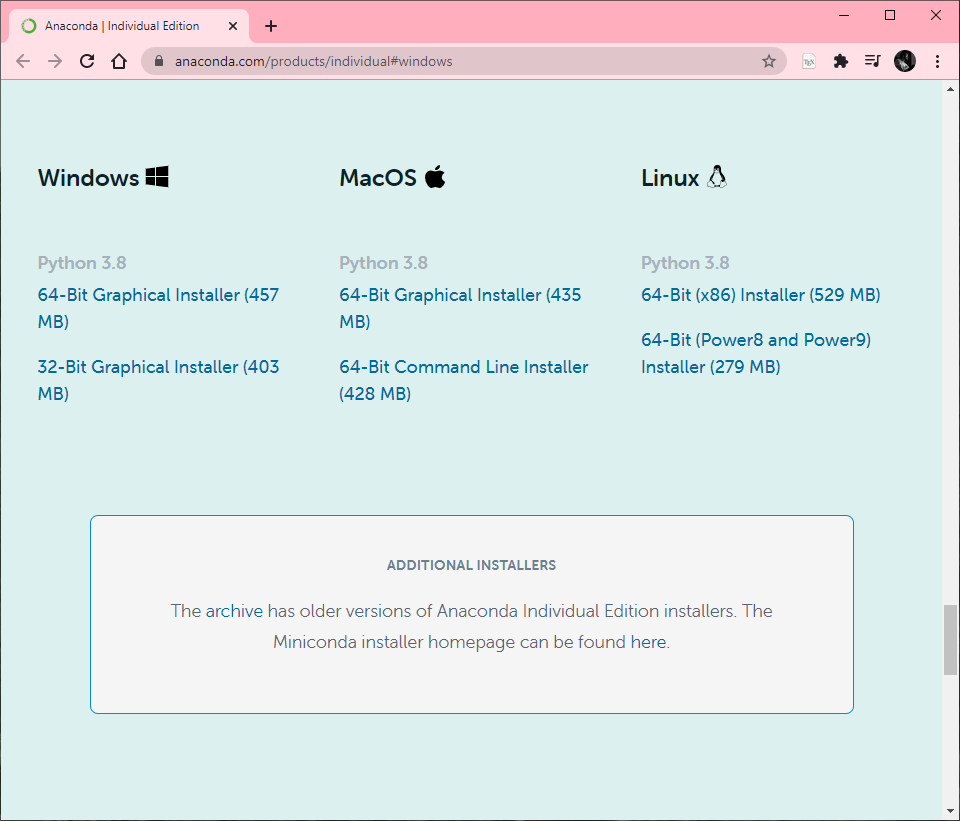 Anaconda | Individual Edition
anaconda.com/products/individual#windows
Windows
Python 3.8
64-Bit Graphical Installer (457
MB)
32-Bit Graphical Installer (403
MB)
MacOS
Python 3.8
64-Bit Graphical Installer (435
MB)
64-Bit Command Line Installer
(428 MB)
Linux
Python 3.8
64-Bit (x86) Installer (529 MB)
64-Bit (Power8 and Power9)
Installer (279 MB)
ADDITIONAL INSTALLERS
The archive has older versions of Anaconda Individual Edition installers. The
Miniconda installer homepage can be found here.